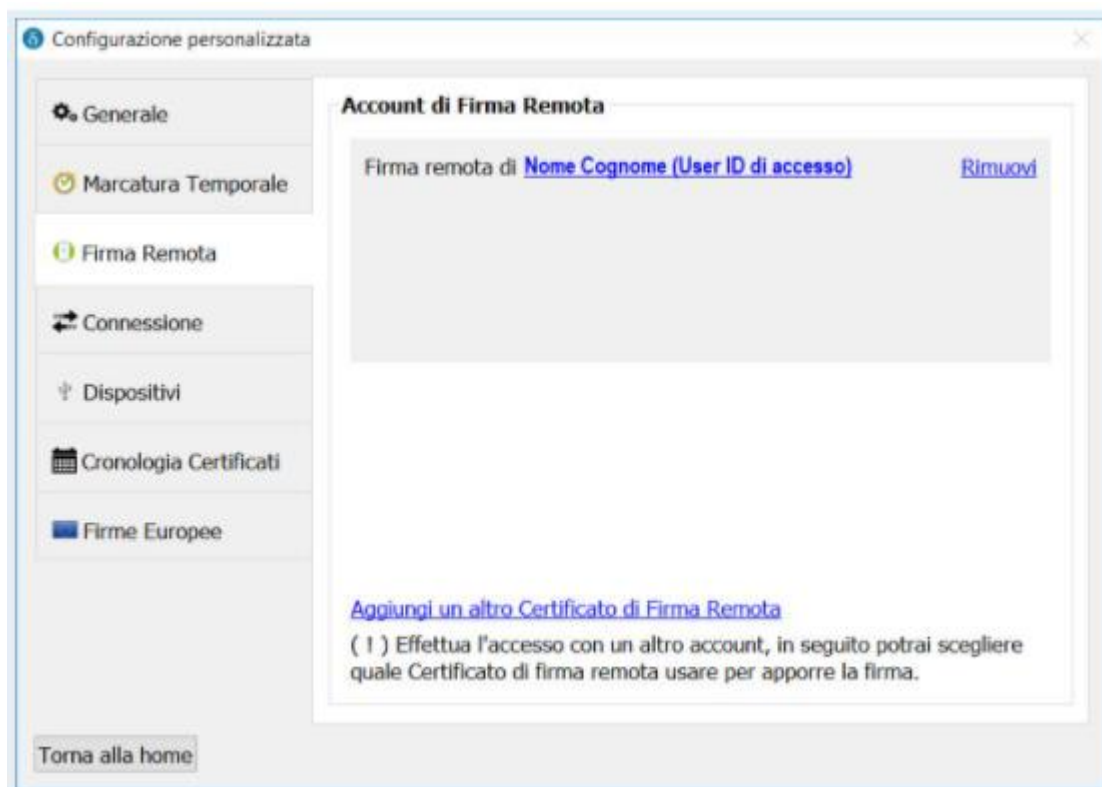 Configurazione personalizzata
Generale
Marcatura Temporale
Firma Remota
Connessione
Dispositivi
Cronologia Certificati
Firme Europee
Account di Firma Remota
Firma remota di Nome Cognome (User ID di accesso) Rimuovi
Aggiungi un altro Certificato di Firma Remota
( ! ) Effettua l'accesso con un altro account, in seguito potrai scegliere
quale Certificato di firma remota usare per apporre la firma.
Torna alla home